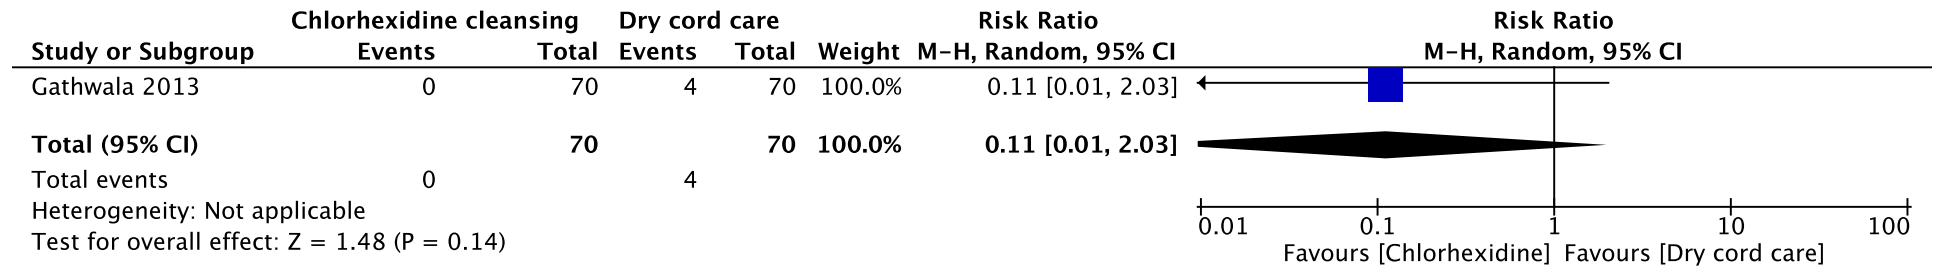 Chlorhexidine cleansing Dry cord care Risk Ratio Risk Ratio
Study or Subgroup Events Total Events Total Weight M-H, Random, 95% CI M-H, Random, 95% CI
Gathwala 2013 0 70 4 70 100.0% 0.11 [0.01, 2.03]
Total (95% CI) 70 70 100.0% 0.11 [0.01, 2.03]
Total events 0 4
Heterogeneity: Not applicable
Test for overall effect: Z = 1.48 (P = 0.14)
0.01 0.1 1 10 100
Favours [Chlorhexidine] Favours [Dry cord care]